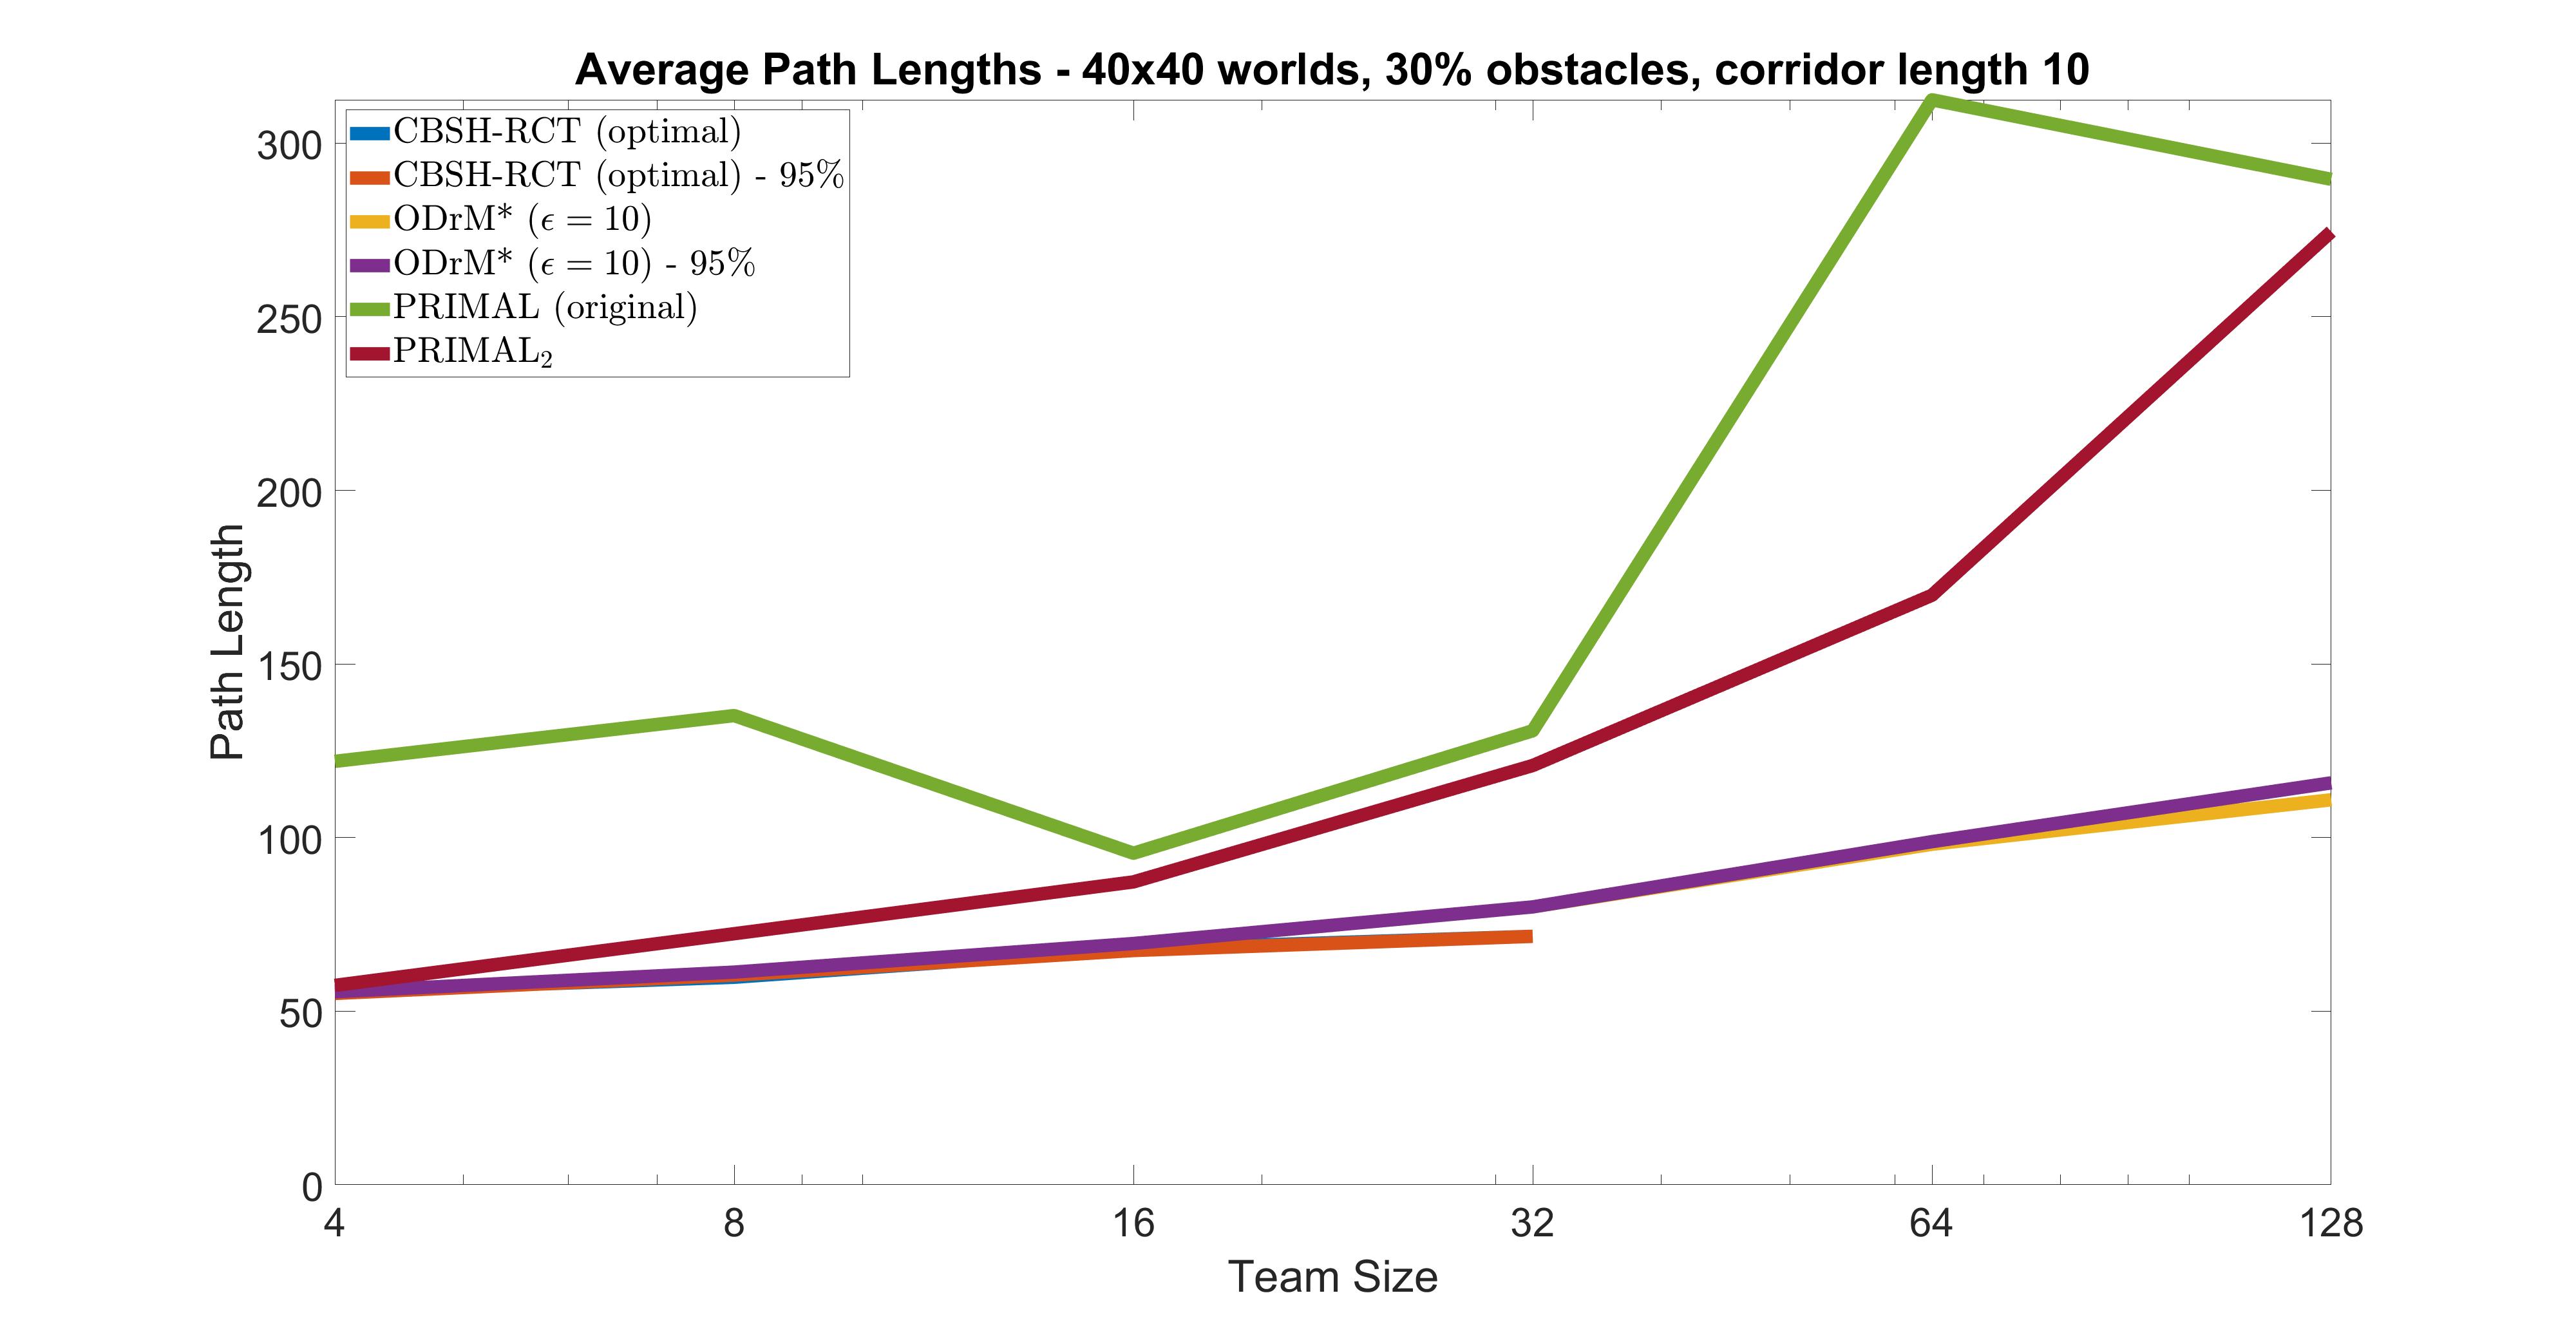 Average Path Lengths - 40x40 worlds, 30% obstacles, corridor length 10
CBSH-RCT (optimal)
CBSH-RCT (optimal) - 95%
ODrM* (ϵ = 10)
ODrM* (ϵ = 10) - 95%
PRIMAL (original)
PRIMAL₂
300
250
200
150
100
50
0
Path Length
4 8 16 32 64 128
Team Size